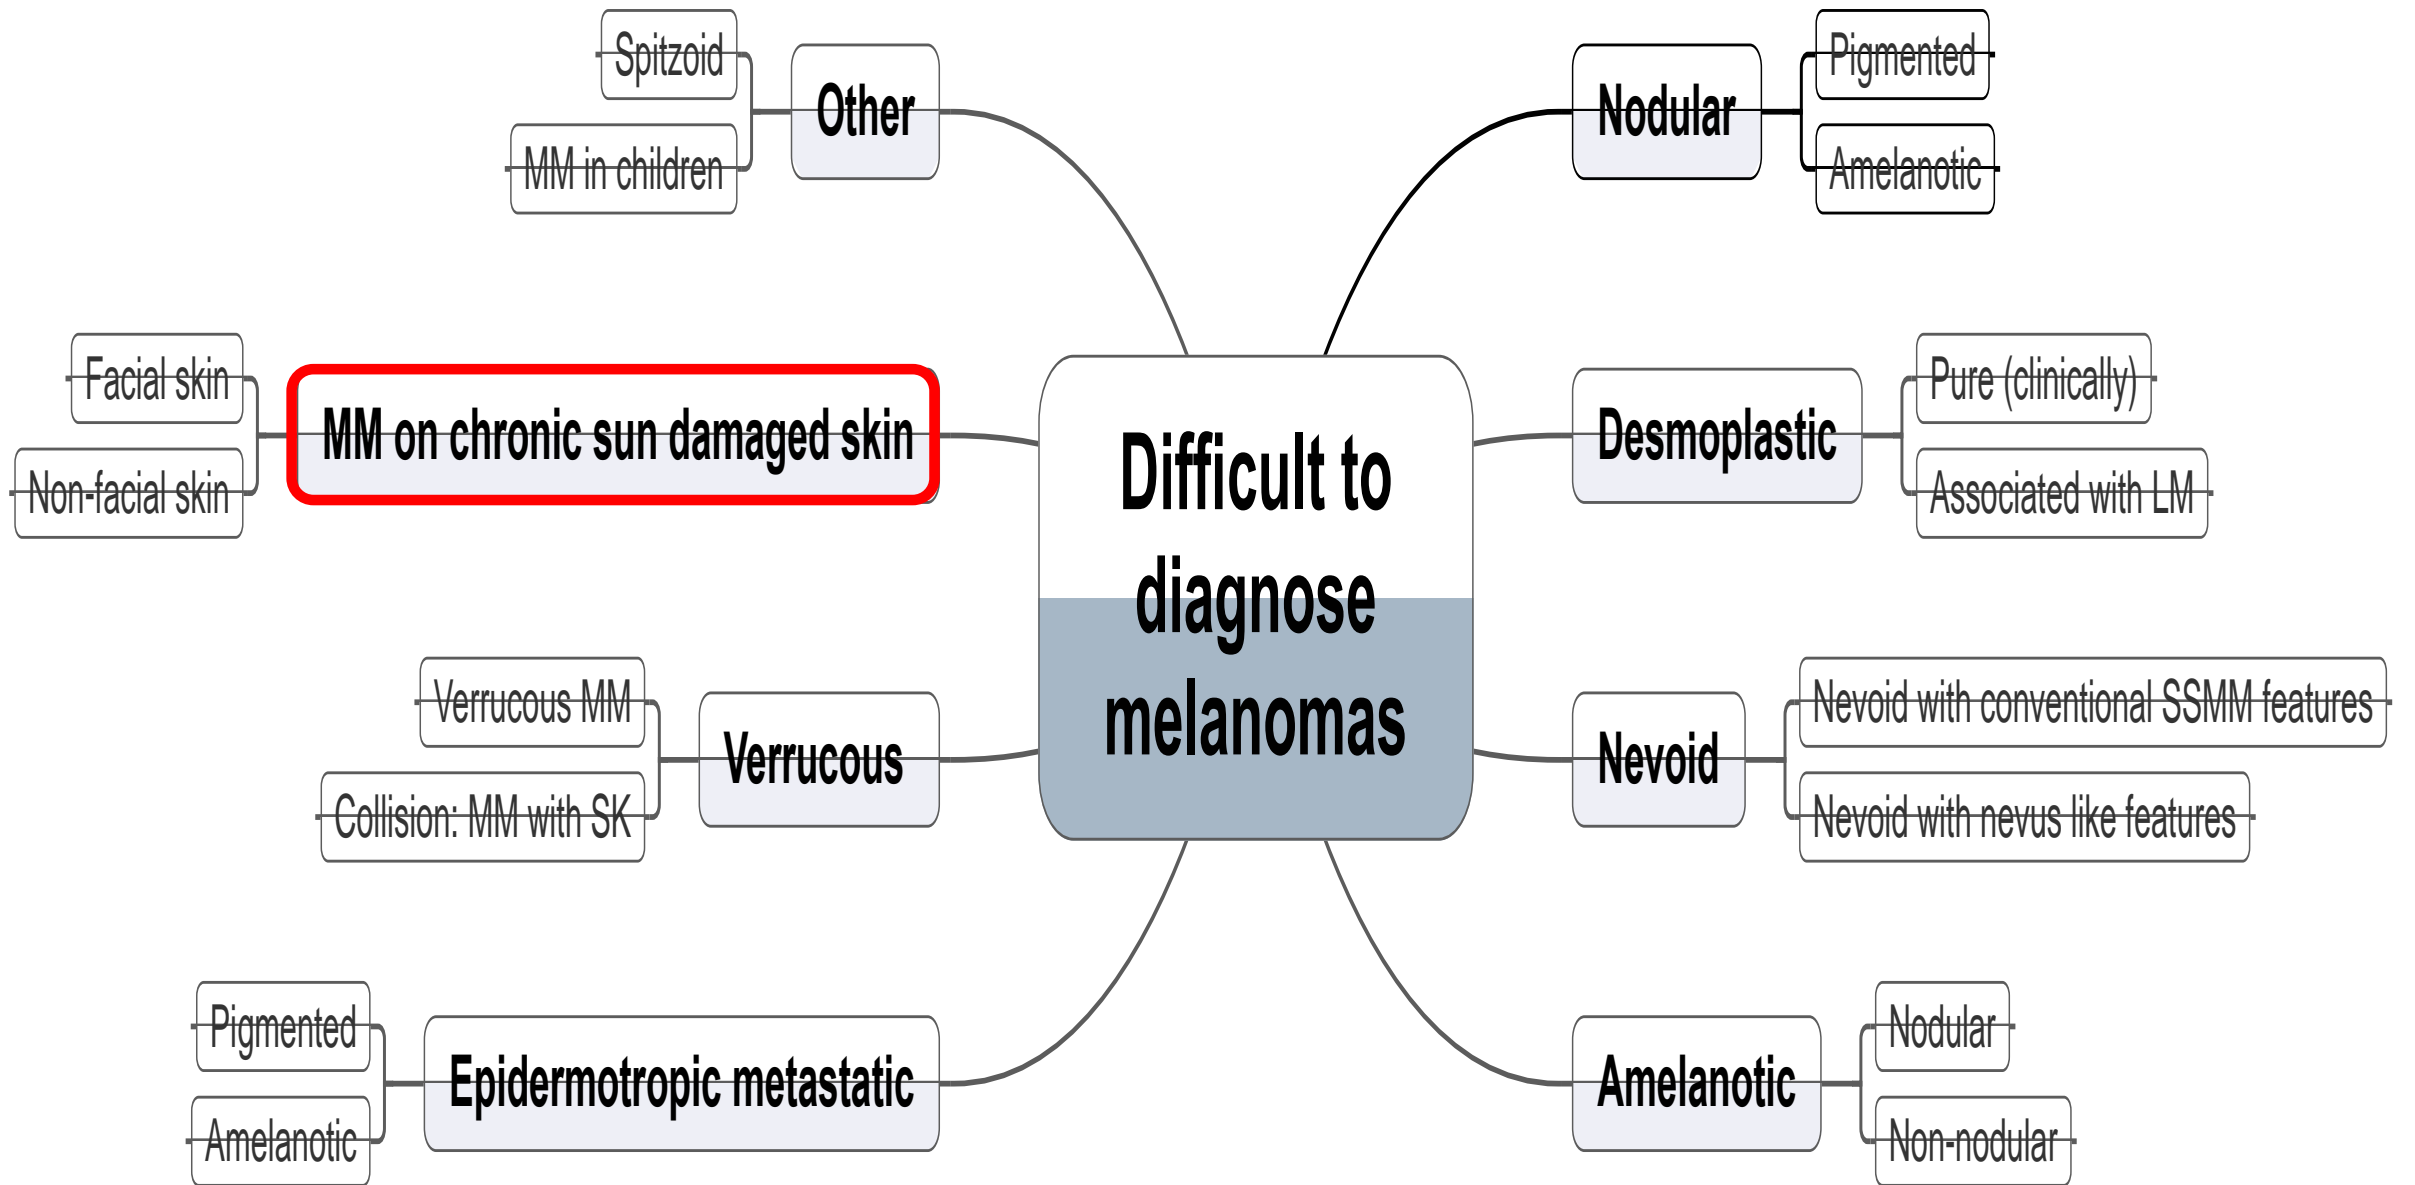 Difficult to
diagnose
melanomas
Nodular
Pigmented
Amelanotic
Desmoplastic
Pure (clinically)
Associated with LM
Nevoid
Nevoid with conventional SSMM features
Nevoid with nevus like features
Amelanotic
Nodular
Non-nodular
Other
Spitzoid
MM in children
MM on chronic sun damaged skin
Facial skin
Non-facial skin
Verrucous
Verrucous MM
Collision: MM with SK
Epidermotropic metastatic
Pigmented
Amelanotic